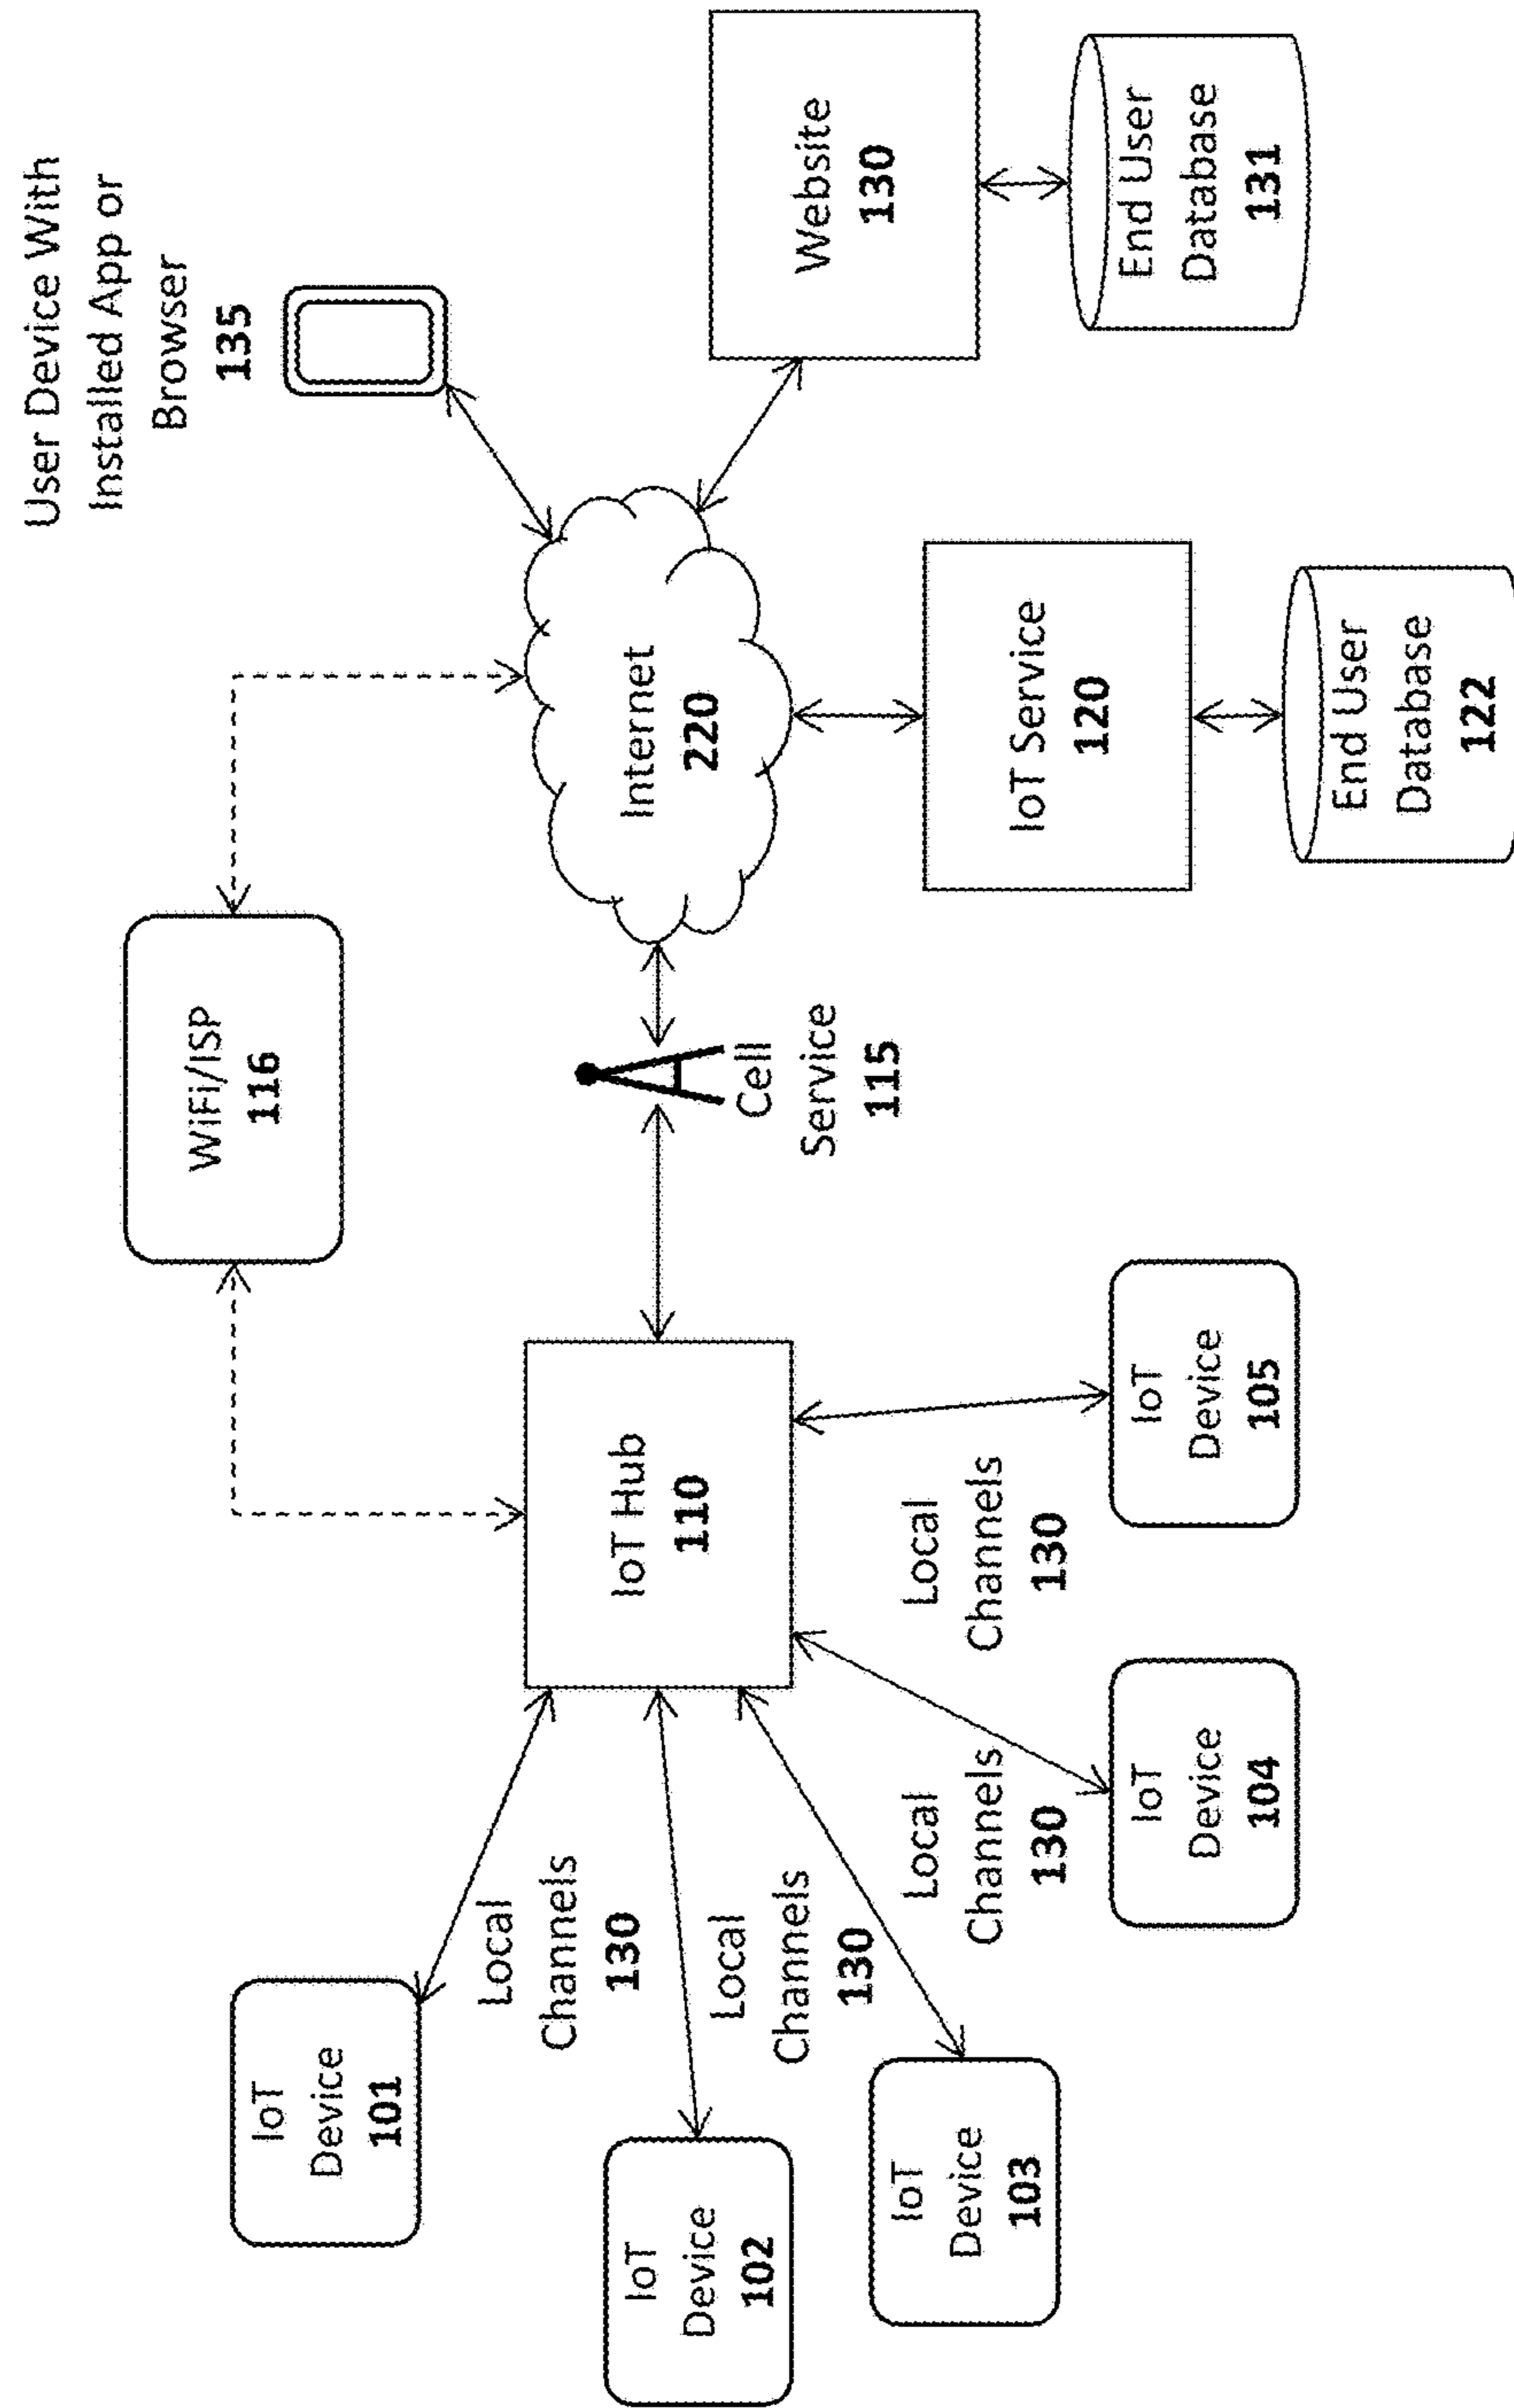 User Device With
Installed App or
Browser
135
WiFi/ISP
116
Internet
220
Website
130
End User
Database
131
IoT Service
120
End User
Database
122
Cell
Service
115
IoT Hub
110
IoT
Device
101
Local
Channels
130
IoT
Device
102
Local
Channels
130
IoT
Device
103
Local
Channels
130
IoT
Device
104
Local
Channels
130
IoT
Device
105